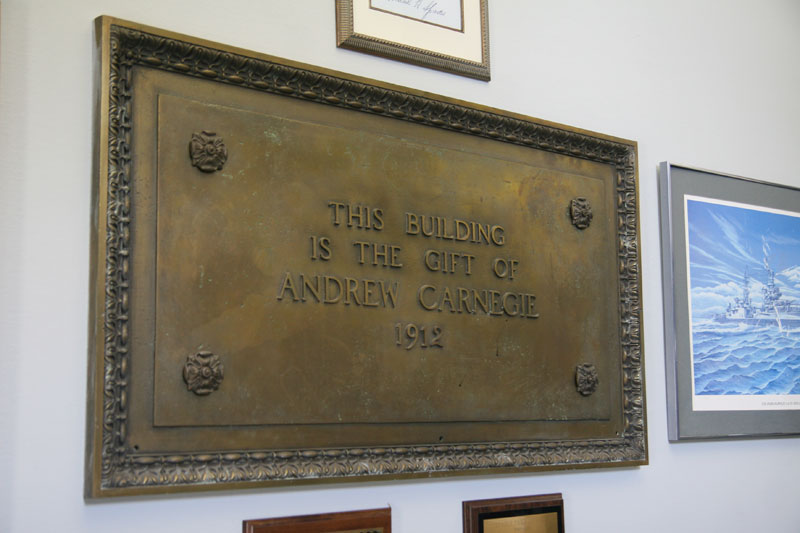 THIS BUILDING
IS THE GIFT OF
ANDREW CARNEGIE
1912